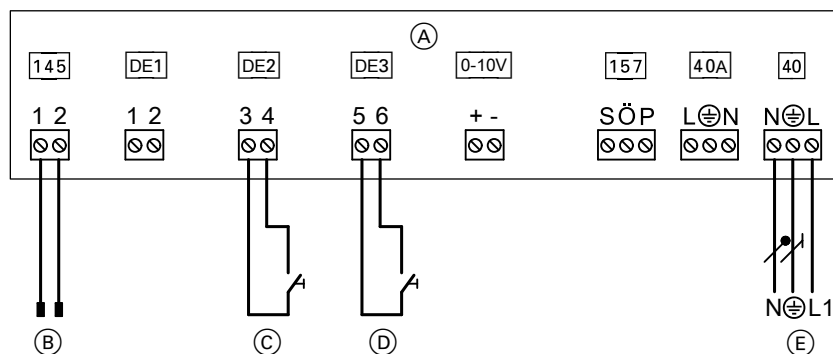 A
145 DE1 DE2 DE3 0-10V 157 40A 40
1 2 1 2 3 4 5 6 + - S Ö P L ⏚ N N ⏚ L
N ⏚ L1
B C D E